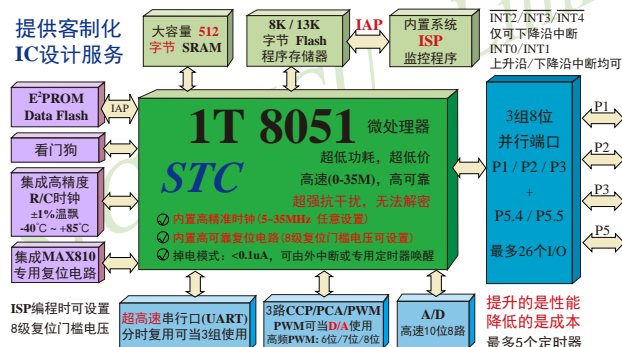 提供客制化
IC设计服务
大容量 512
字节 SRAM
8K / 13K
字节 Flash
程序存储器
IAP
内置系统
ISP
监控程序
INT2 / INT3 / INT4
仅可下降沿中断
INT0/ INT1
上升沿/下降沿中断均可
E²PROM
Data Flash
IAP
看门狗
集成高精度
R/C时钟
±1%温飘
-40℃ ~ +85℃
集成MAX810
专用复位电路
1T 8051 微处理器
STC
超低功耗，超低价
高速(0-35M)，高可靠
超强抗干扰，无法解密
内置高精准时钟(5~35MHz 任意设置)
内置高可靠复位电路(8级复位门槛电压可设置)
掉电模式：<0.1uA，可由外中断或专用定时器唤醒
3组8位
并行端口
P1 / P2 / P3
+
P5.4 / P5.5
最多26个I/O
P1
P2
P3
P5
ISP编程时可设置
8级复位门槛电压
超高速串行口(UART)
分时复用可当3组使用
3路CCP/PCA/PWM
PWM可当D/A使用
高频PWM: 6位/7位/8位
A/D
高速10位8路
提升的是性能
降低的是成本
最多5个定时器